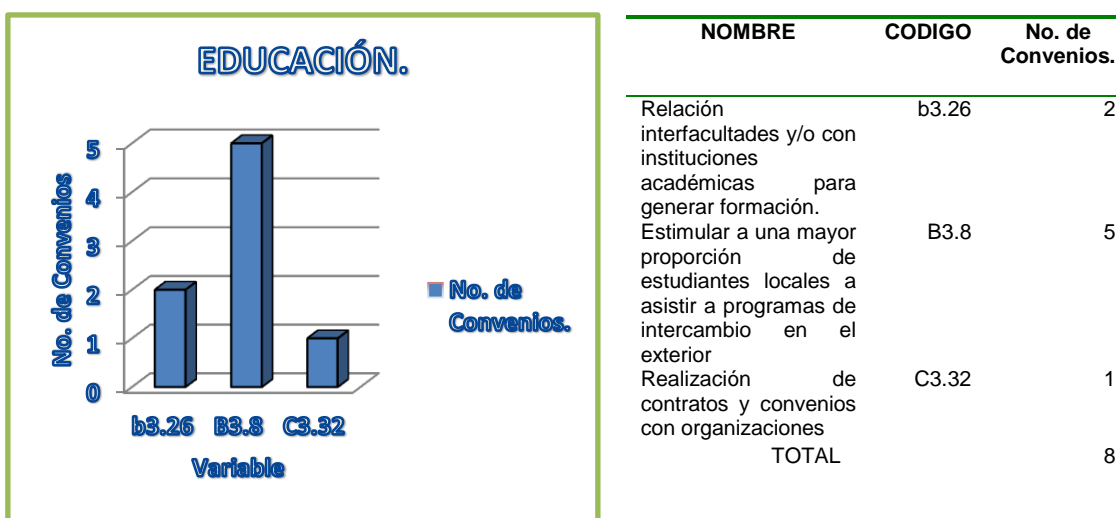 EDUCACIÓN.
No. de Convenios
5
4
3
2
1
0
b3.26 B3.8 C3.32
Variable
No. de
Convenios.
NOMBRE CODIGO No. de
Convenios.
Relación b3.26 2
interfacultades y/o con
instituciones
académicas para
generar formación.
Estimular a una mayor B3.8 5
proporción de
estudiantes locales a
asistir a programas de
intercambio en el
exterior
Realización de C3.32 1
contratos y convenios
con organizaciones
TOTAL 8